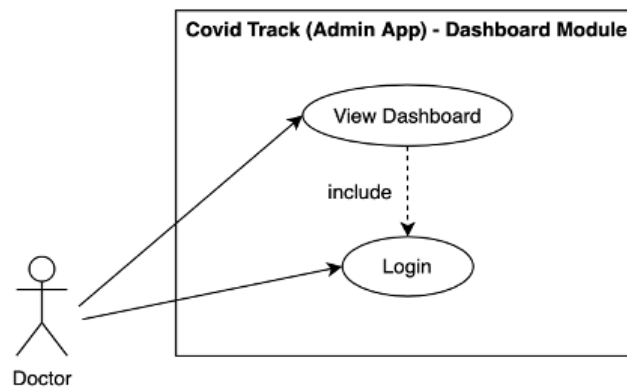 Covid Track (Admin App) - Dashboard Module
View Dashboard
include
Login
Doctor